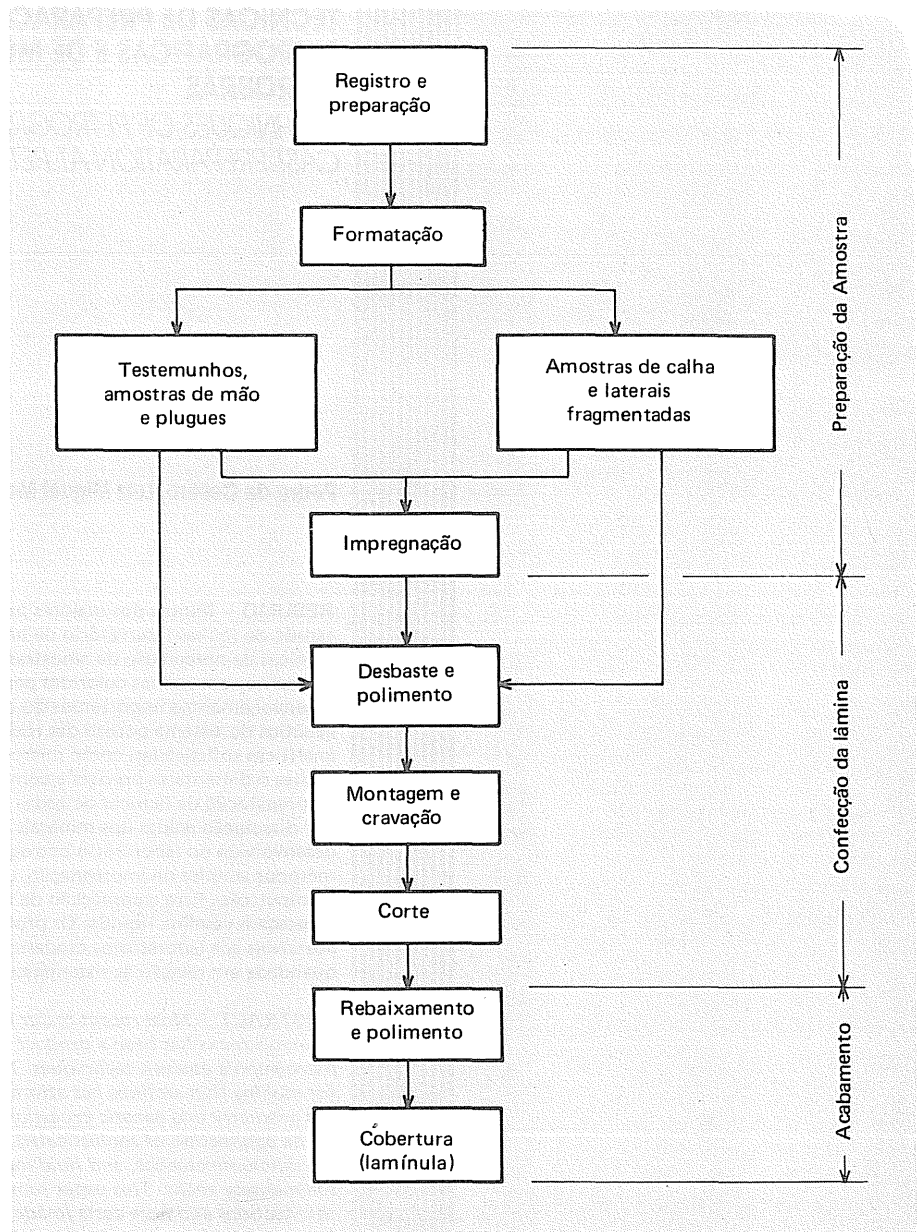 Registro e
preparação
Formatação
Testemunhos,
amostras de mão
e plugues
Amostras de calha
e laterais
fragmentadas
Impregnação
Desbaste e
polimento
Montagem e
cravação
Corte
Rebaixamento
e polimento
Cobertura
(lamínula)
Preparação da Amostra
Confecção da lâmina
Acabamento